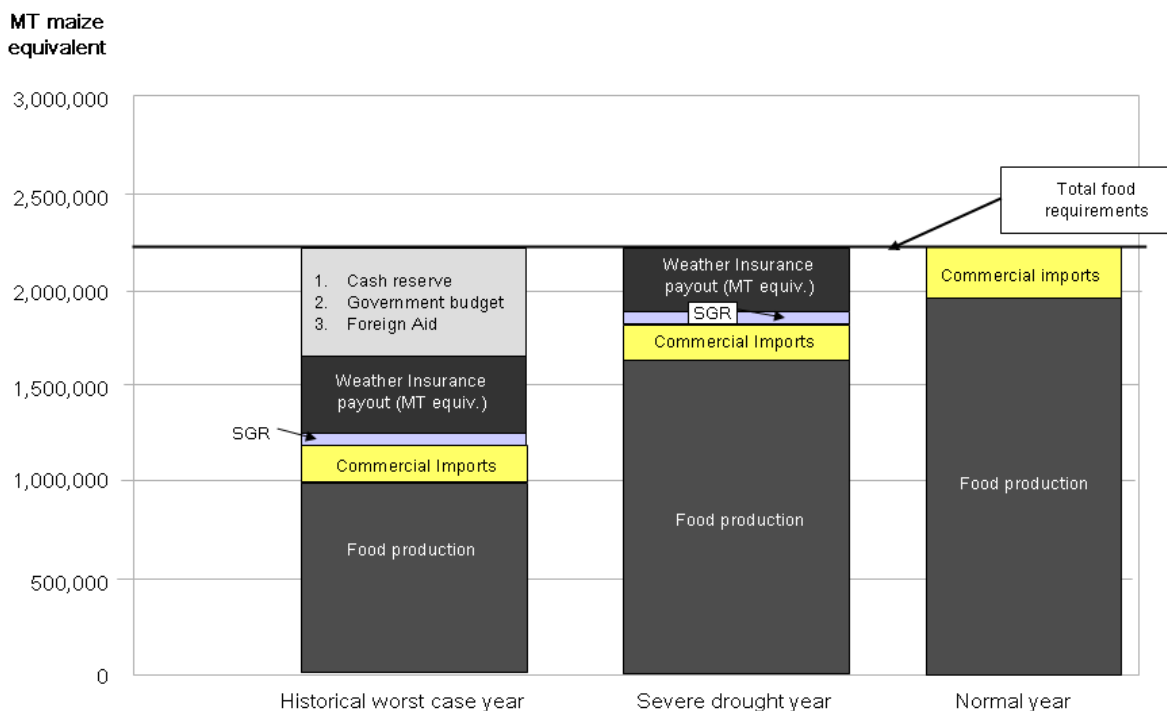 MT maize
equivalent
3,000,000
2,500,000
2,000,000
1,500,000
1,000,000
500,000
0
Total food
requirements
1. Cash reserve
2. Government budget
3. Foreign Aid
Weather Insurance
payout (MT equiv.)
SGR
Commercial Imports
Food production
Weather Insurance
payout (MT equiv.)
SGR
Commercial Imports
Food production
Commercial imports
Food production
Historical worst case year
Severe drought year
Normal year